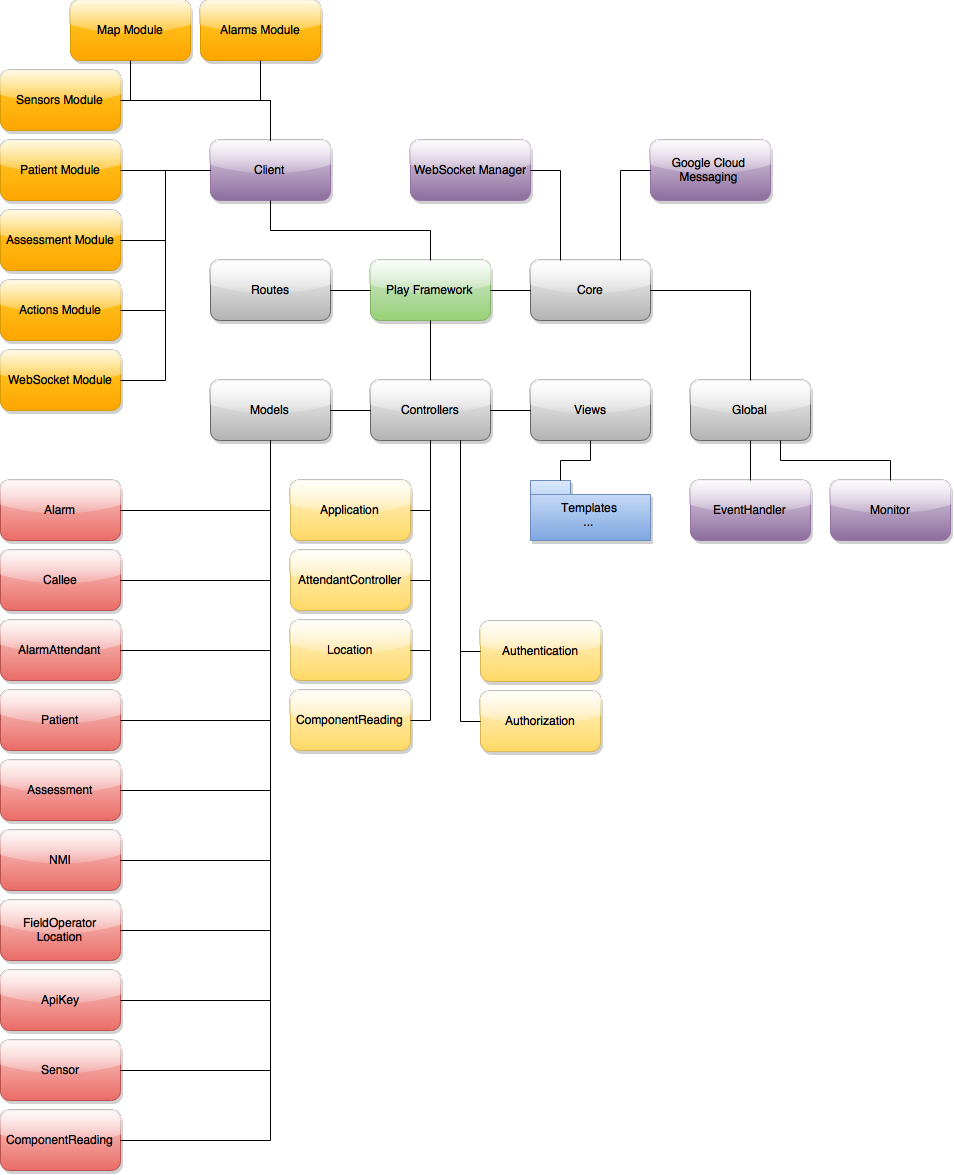 Map Module
Alarms Module
Sensors Module
Patient Module
Client
WebSocket Manager
Google Cloud
Messaging
Assessment Module
Actions Module
Routes
Play Framework
Core
WebSocket Module
Models
Controllers
Views
Global
Alarm
Application
Templates
...
EventHandler
Monitor
Callee
AttendantController
AlarmAttendant
Location
Authentication
Patient
ComponentReading
Authorization
Assessment
NMI
FieldOperator
Location
ApiKey
Sensor
ComponentReading